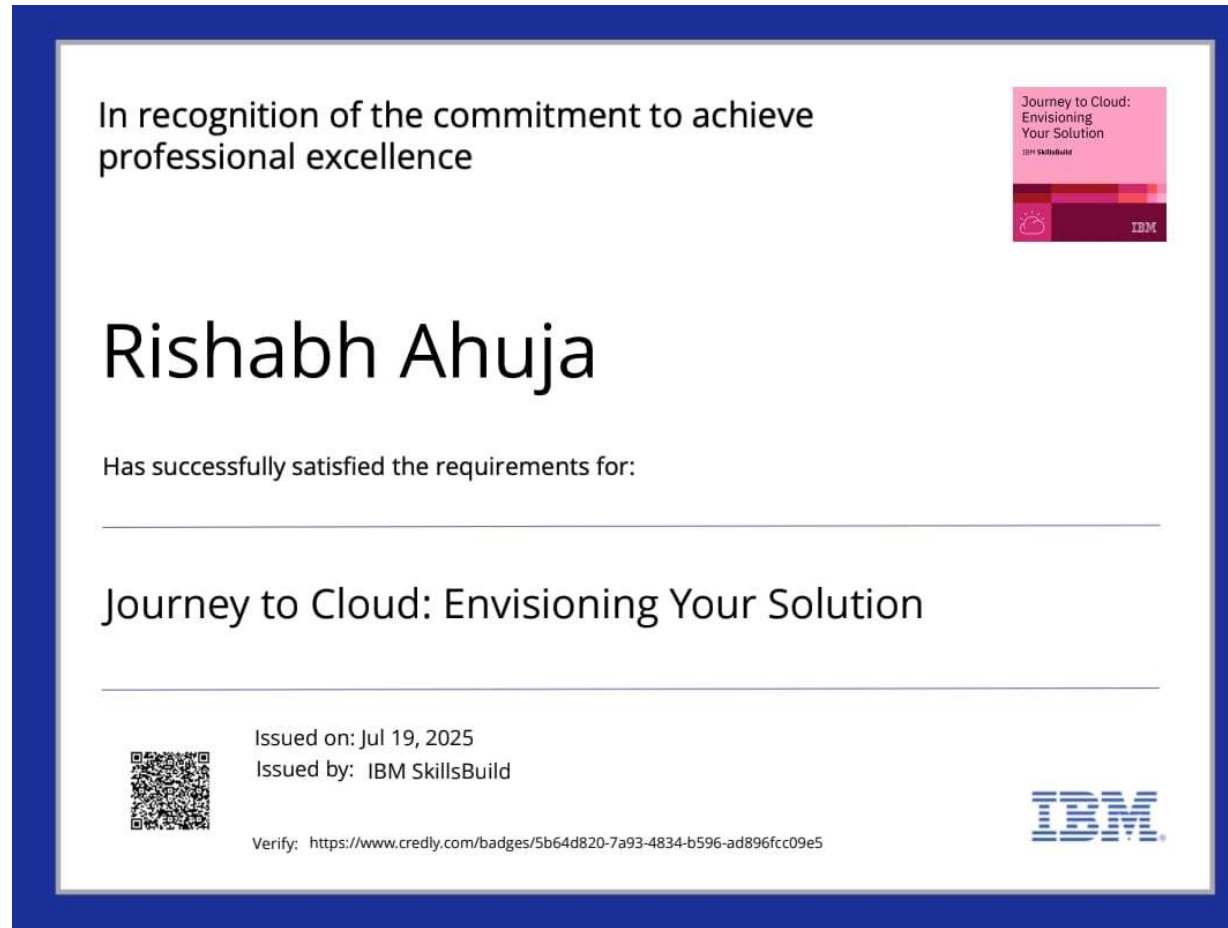 In recognition of the commitment to achieve
professional excellence
Journey to Cloud:
Envisioning
Your Solution
IBM SkillsBuild
IBM
Rishabh Ahuja
Has successfully satisfied the requirements for:
Journey to Cloud: Envisioning Your Solution
Issued on: Jul 19, 2025
Issued by: IBM SkillsBuild
Verify: https://www.credly.com/badges/5b64d820-7a93-4834-b596-ad896fcc09e5
IBM®